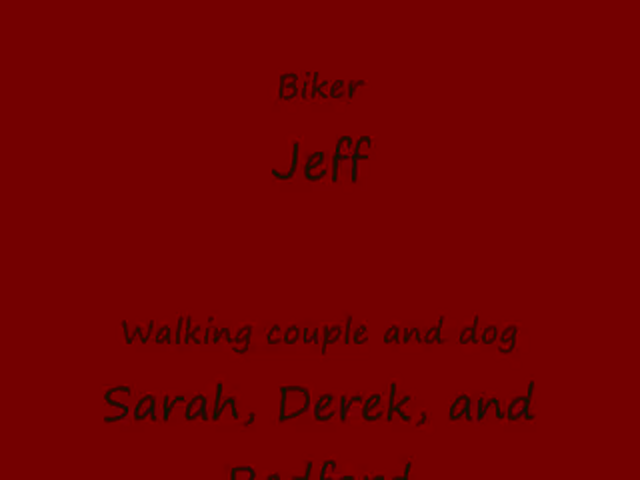 Biker
Jeff
Walking couple and dog
Sarah, Derek, and